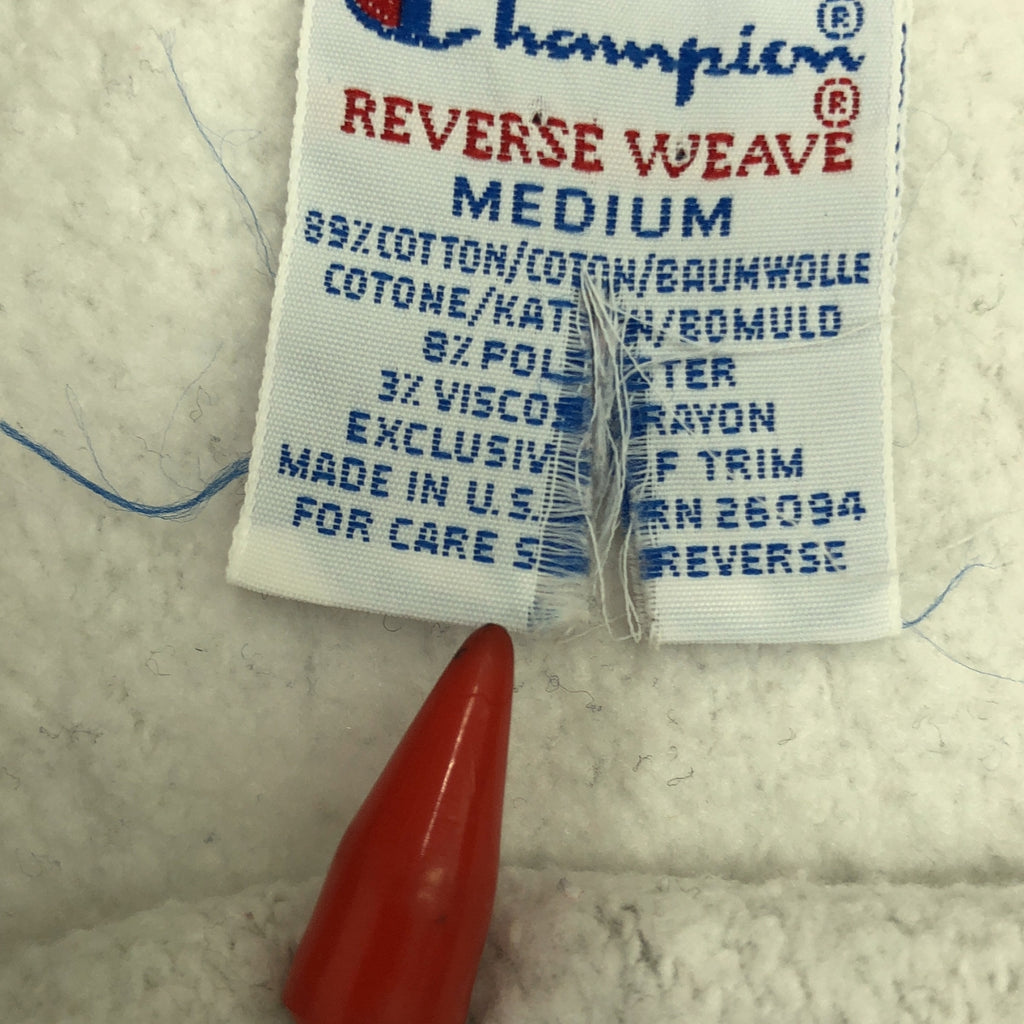 Champion®
REVERSE WEAVE®
MEDIUM
89% COTTON/COTON/BAUMWOLLE
COTONE/KAT N/BOMULD
8% POL TER
3% VISCOS RAYON
EXCLUSIV F TRIM
MADE IN U.S. RN 26094
FOR CARE S REVERSE